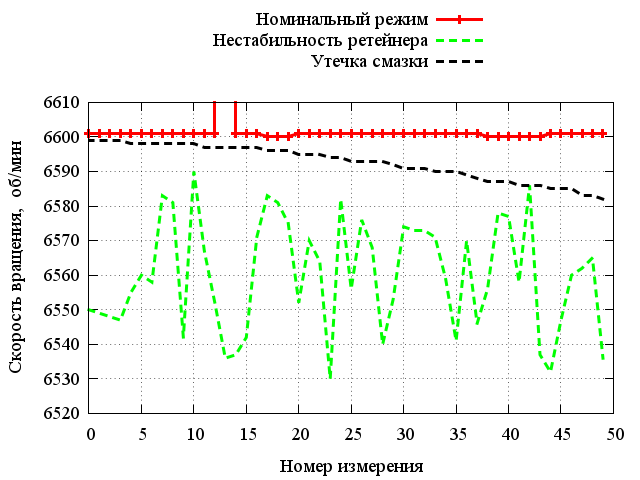 Номинальный режим
Нестабильность ретейнера
Утечка смазки
6610
6600
6590
6580
6570
6560
6550
6540
6530
6520
0 5 10 15 20 25 30 35 40 45 50
Скорость вращения, об/мин
Номер измерения